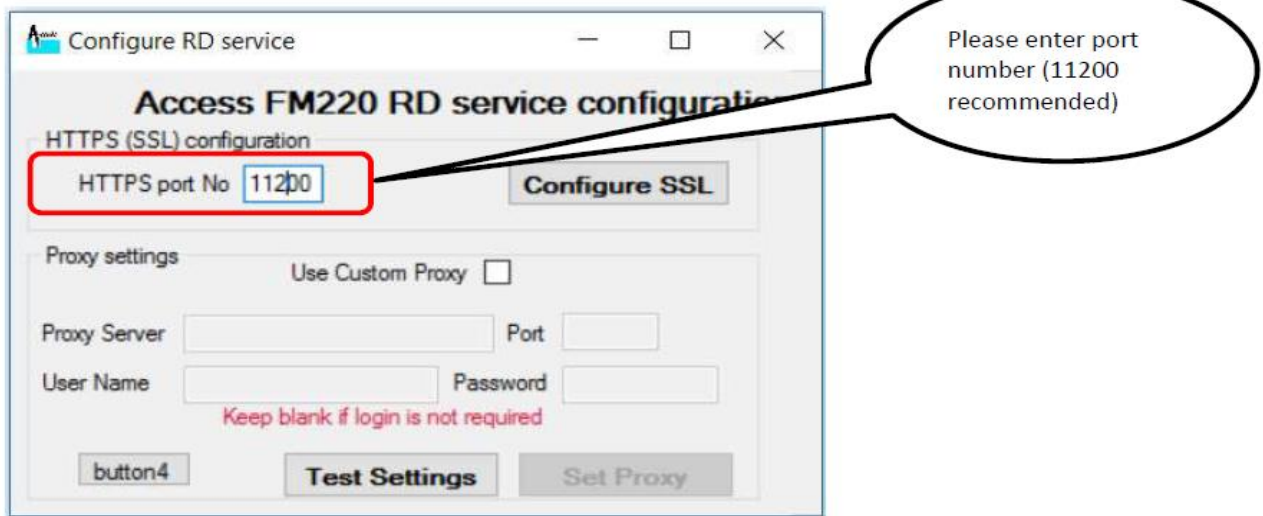 Configure RD service
Please enter port
number (11200
recommended)
Access FM220 RD service configuratio
HTTPS (SSL) configuration
HTTPS port No 11200
Configure SSL
Proxy settings
Use Custom Proxy
Proxy Server
Port
User Name
Password
Keep blank if login is not required
button4
Test Settings
Set Proxy